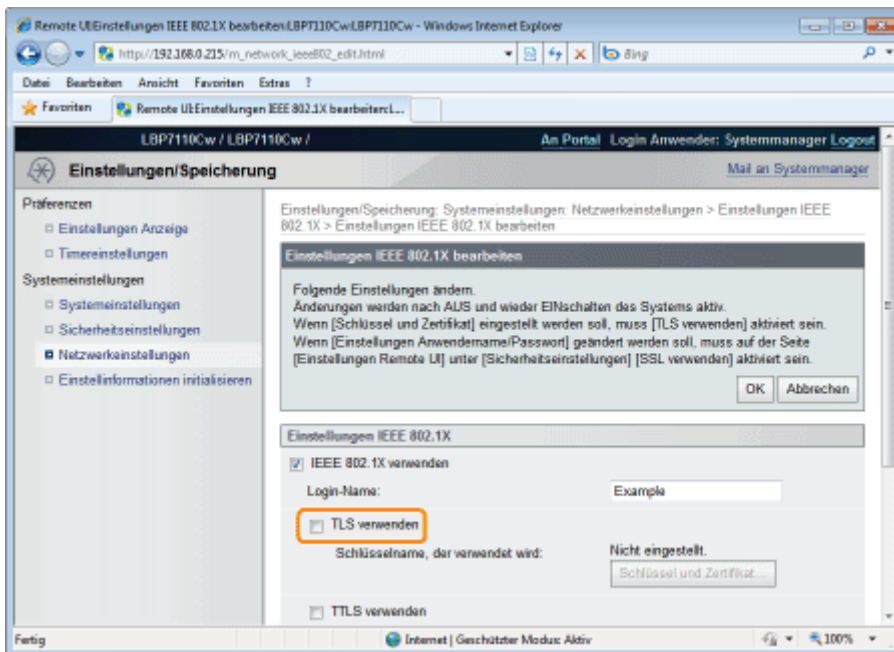 Remote UI:Einstellungen IEEE 802.1X bearbeiten:LBP7110Cw:LBP7110Cw - Windows Internet Explorer
http://192.168.0.215/m_network_ieee802_edit.html
Bing
Datei Bearbeiten Ansicht Favoriten Extras ?
Favoriten
Remote UI:Einstellungen IEEE 802.1X bearbeiten:L...
LBP7110Cw / LBP7110Cw /
An Portal Login Anwender: Systemmanager Logout
Einstellungen/Speicherung
Mail an Systemmanager
Präferenzen
Einstellungen Anzeige
Timereinstellungen
Systemeinstellungen
Systemeinstellungen
Sicherheitseinstellungen
Netzwerkeinstellungen
Einstellinformationen initialisieren
Einstellungen/Speicherung: Systemeinstellungen: Netzwerkeinstellungen > Einstellungen IEEE
802.1X > Einstellungen IEEE 802.1X bearbeiten
Einstellungen IEEE 802.1X bearbeiten
Folgende Einstellungen ändern.
Änderungen werden nach AUS und wieder EINschalten des Systems aktiv.
Wenn [Schlüssel und Zertifikat] eingestellt werden soll, muss [TLS verwenden] aktiviert sein.
Wenn [Einstellungen Anwendername/Passwort] geändert werden soll, muss auf der Seite
[Einstellungen Remote UI] unter [Sicherheitseinstellungen] [SSL verwenden] aktiviert sein.
OK Abbrechen
Einstellungen IEEE 802.1X
IEEE 802.1X verwenden
Login-Name: Example
TLS verwenden
Schlüsselname, der verwendet wird: Nicht eingestellt.
Schlüssel und Zertifikat...
TTLS verwenden
Fertig
Internet | Geschützter Modus: Aktiv
100%